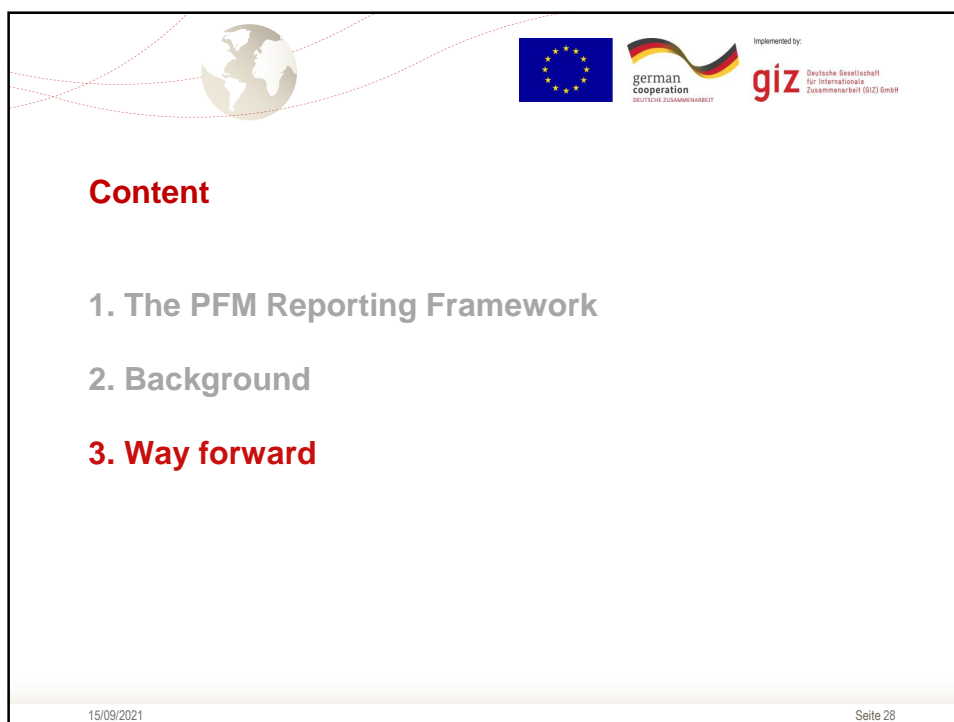 Implemented by:
german
cooperation
DEUTSCHE ZUSAMMENARBEIT
giz
Deutsche Gesellschaft
für Internationale
Zusammenarbeit (GIZ) GmbH
Content
1. The PFM Reporting Framework
2. Background
3. Way forward
15/09/2021
Seite 28